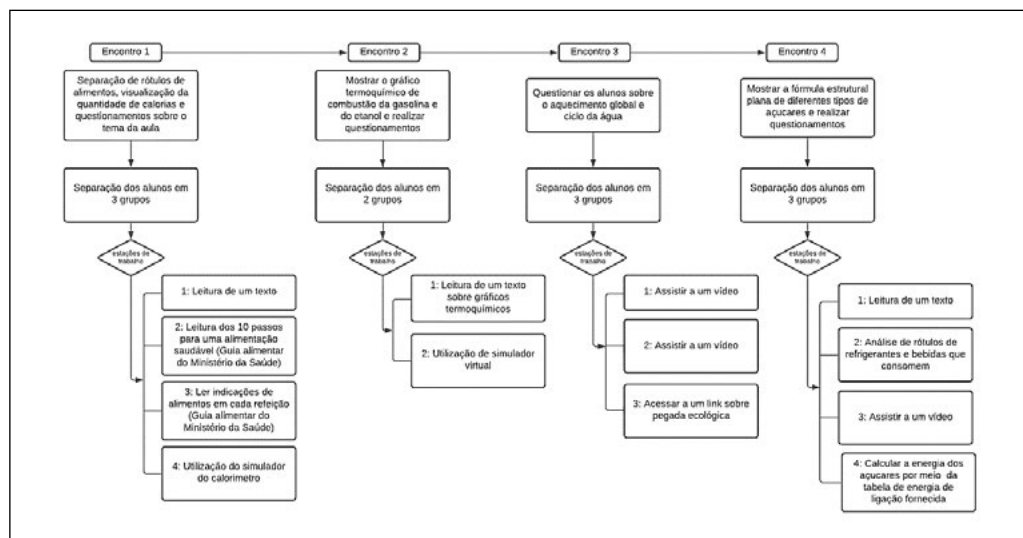 Encontro 1
Encontro 2
Encontro 3
Encontro 4
Separação de rótulos de
alimentos, visualização da
quantidade de calorias e
questionamentos sobre o
tema da aula
Mostrar o gráfico
termoquímico de
combustão da gasolina e
do etanol e realizar
questionamentos
Questionar os alunos sobre
o aquecimento global e
ciclo da água
Mostrar a fórmula estrutural
plana de diferentes tipos de
açucares e realizar
questionamentos
Separação dos alunos em
3 grupos
Separação dos alunos em
2 grupos
Separação dos alunos em
3 grupos
Separação dos alunos em
3 grupos
estações de
trabalho
estações de
trabalho
estações de
trabalho
estações de
trabalho
1: Leitura de um texto
2: Leitura dos 10 passos
para uma alimentação
saudável (Guia alimentar
do Ministério da Saúde)
3: Ler indicações de
alimentos em cada refeição
(Guia alimentar do
Ministério da Saúde)
4: Utilização do simulador
do calorimetro
1: Leitura de um texto
sobre gráficos
termoquímicos
2: Utilização de simulador
virtual
1: Assistir a um vídeo
2: Assistir a um vídeo
3: Acessar a um link sobre
pegada ecológica
1: Leitura de um texto
2: Análise de rótulos de
refrigerantes e bebidas que
consomem
3: Assistir a um vídeo
4: Calcular a energia dos
açucares por meio da
tabela de energia de
ligação fornecida